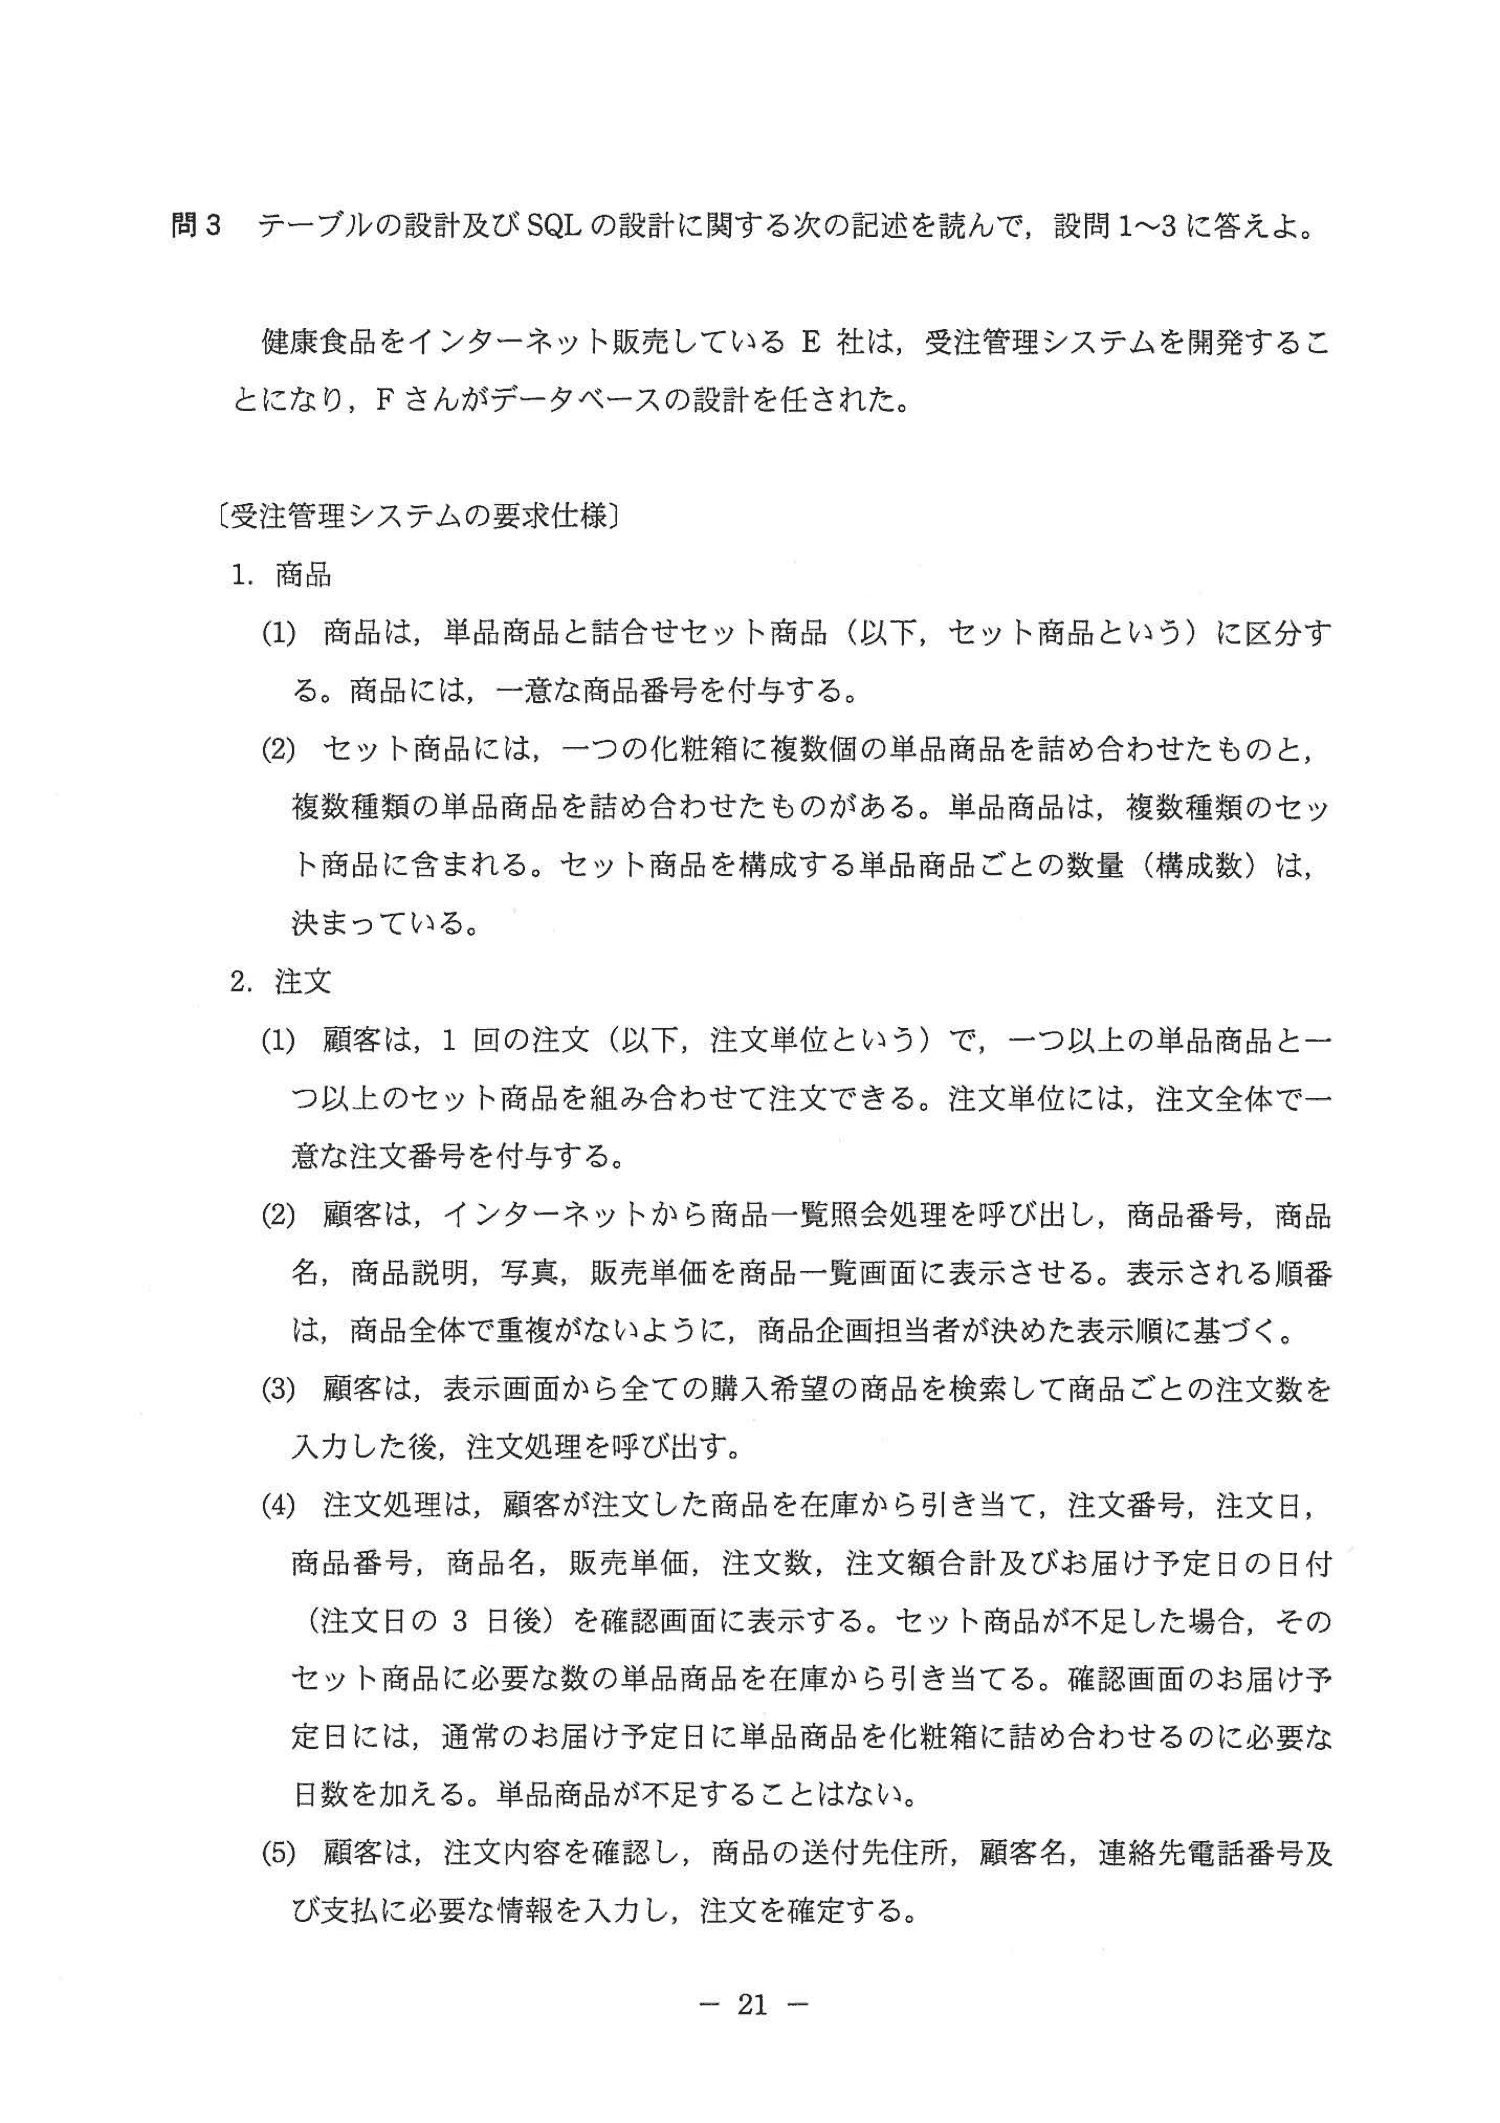 問3　テーブルの設計及びSQLの設計に関する次の記述を読んで，設問1～3に答えよ。
健康食品をインターネット販売している E 社は，受注管理システムを開発するこ
とになり，F さんがデータベースの設計を任された。
〔受注管理システムの要求仕様〕
1. 商品
(1) 商品は，単品商品と詰合せセット商品（以下，セット商品という）に区分す
る。商品には，一意な商品番号を付与する。
(2) セット商品には，一つの化粧箱に複数個の単品商品を詰め合わせたものと，
複数種類の単品商品を詰め合わせたものがある。単品商品は，複数種類のセッ
ト商品に含まれる。セット商品を構成する単品商品ごとの数量（構成数）は，
決まっている。
2. 注文
(1) 顧客は，1 回の注文（以下，注文単位という）で，一つ以上の単品商品と一
つ以上のセット商品を組み合わせて注文できる。注文単位には，注文全体で一
意な注文番号を付与する。
(2) 顧客は，インターネットから商品一覧照会処理を呼び出し，商品番号，商品
名，商品説明，写真，販売単価を商品一覧画面に表示させる。表示される順番
は，商品全体で重複がないように，商品企画担当者が決めた表示順に基づく。
(3) 顧客は，表示画面から全ての購入希望の商品を検索して商品ごとの注文数を
入力した後，注文処理を呼び出す。
(4) 注文処理は，顧客が注文した商品を在庫から引き当て，注文番号，注文日，
商品番号，商品名，販売単価，注文数，注文額合計及びお届け予定日の日付
（注文日の 3 日後）を確認画面に表示する。セット商品が不足した場合，その
セット商品に必要な数の単品商品を在庫から引き当てる。確認画面のお届け予
定日には，通常のお届け予定日に単品商品を化粧箱に詰め合わせるのに必要な
日数を加える。単品商品が不足することはない。
(5) 顧客は，注文内容を確認し，商品の送付先住所，顧客名，連絡先電話番号及
び支払に必要な情報を入力し，注文を確定する。
－ 21 －